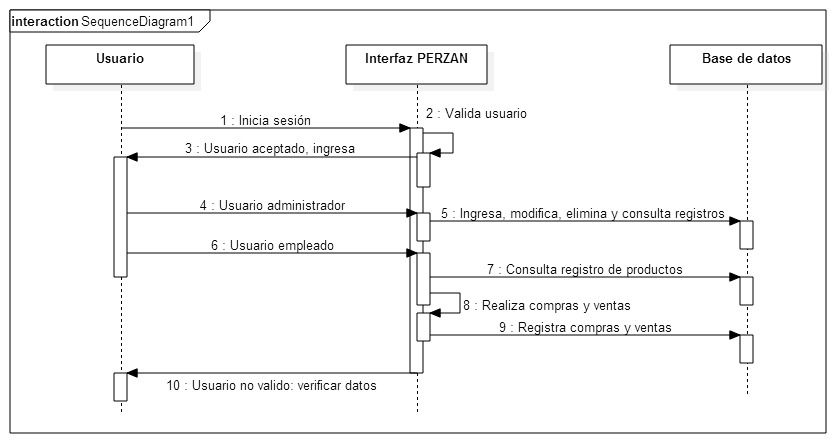 interaction SequenceDiagram1
Usuario
Interfaz PERZAN
Base de datos
1 : Inicia sesión
2 : Valida usuario
3 : Usuario aceptado, ingresa
4 : Usuario administrador
5 : Ingresa, modifica, elimina y consulta registros
6 : Usuario empleado
7 : Consulta registro de productos
8 : Realiza compras y ventas
9 : Registra compras y ventas
10 : Usuario no valido: verificar datos